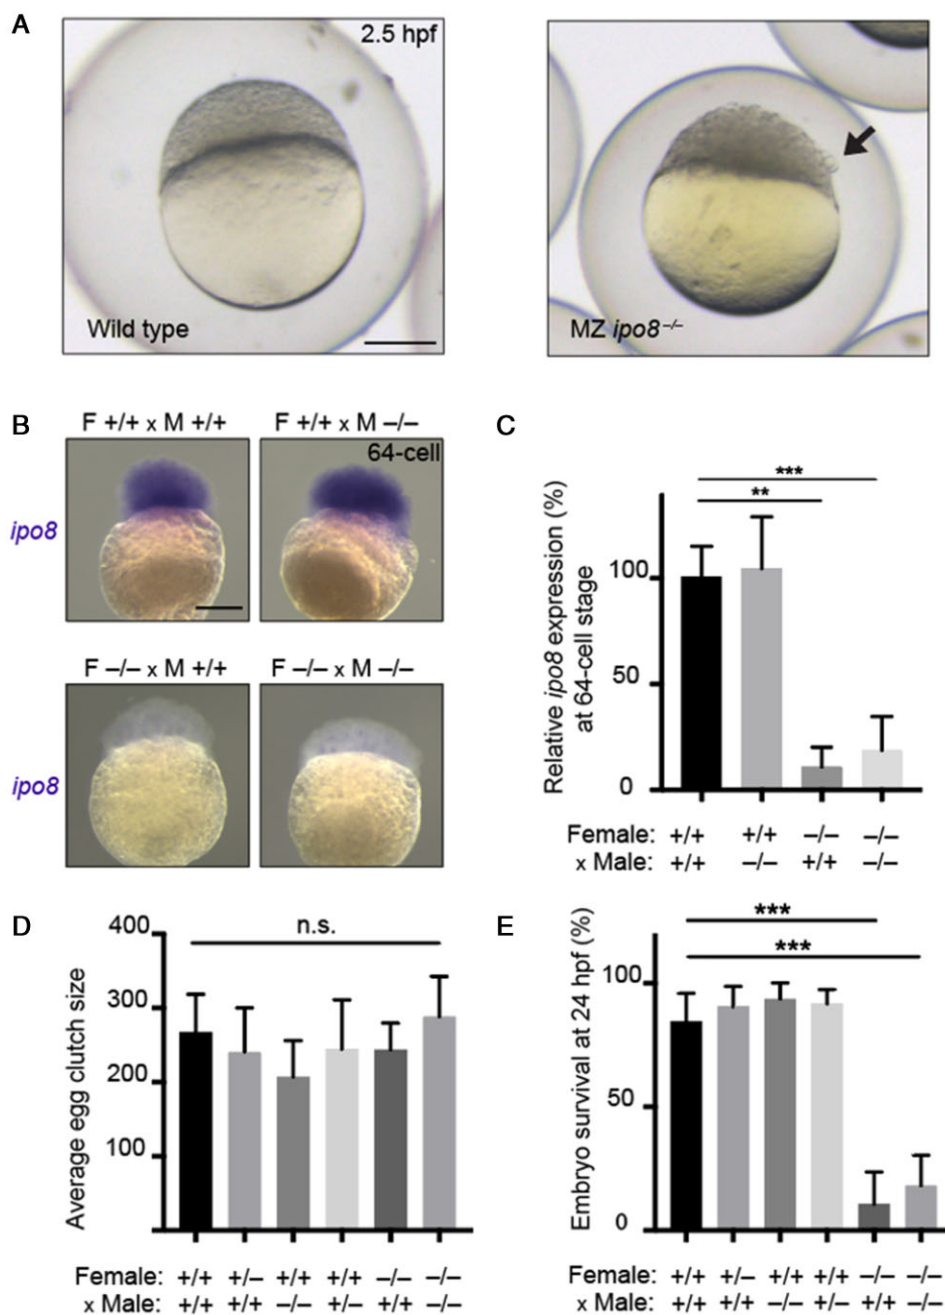 A
2.5 hpf
Wild type
MZ ipo8–/–
B
F +/+ x M +/+
F +/+ x M –/–
64-cell
ipo8
F –/– x M +/+
F –/– x M –/–
ipo8
C
***
**
Relative ipo8 expression (%)
at 64-cell stage
100
50
0
Female: +/+ +/+ –/– –/–
x Male: +/+ –/– +/+ –/–
D
n.s.
Average egg clutch size
400
300
200
100
Female: +/+ +/– +/+ +/+ –/– –/–
x Male: +/+ +/+ –/– +/– +/+ –/–
E
***
***
Embryo survival at 24 hpf (%)
100
50
0
Female: +/+ +/– +/+ +/+ –/– –/–
x Male: +/+ +/+ –/– +/– +/+ –/–